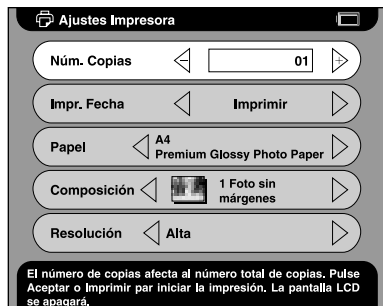 Ajustes Impresora
Núm. Copias - 01 +
Impr. Fecha Imprimir
Papel A4
Premium Glossy Photo Paper
Composición 1 Foto sin
márgenes
Resolución Alta
El número de copias afecta al número total de copias. Pulse
Aceptar o Imprimir par iniciar la impresión. La pantalla LCD
se apagará.